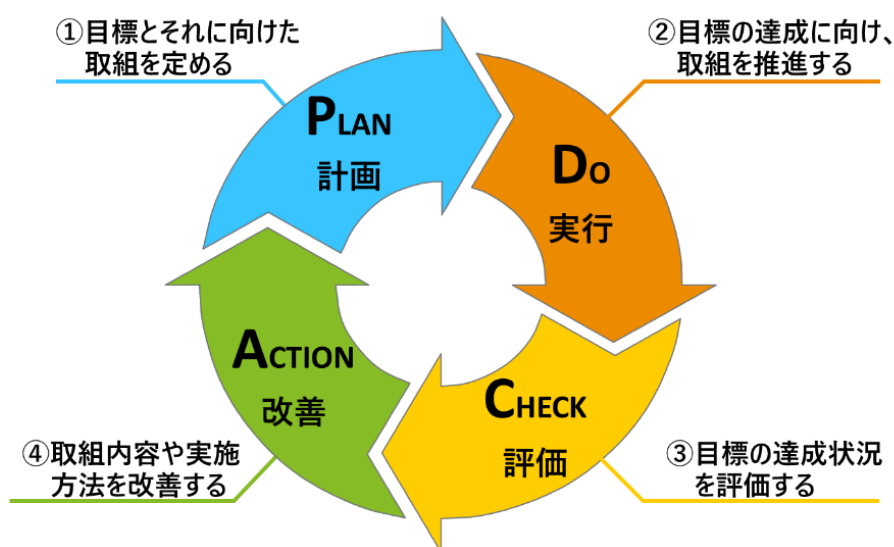 ①目標とそれに向けた
取組を定める
②目標の達成に向け、
取組を推進する
PLAN
計画
DO
実行
ACTION
改善
CHECK
評価
④取組内容や実施
方法を改善する
③目標の達成状況
を評価する